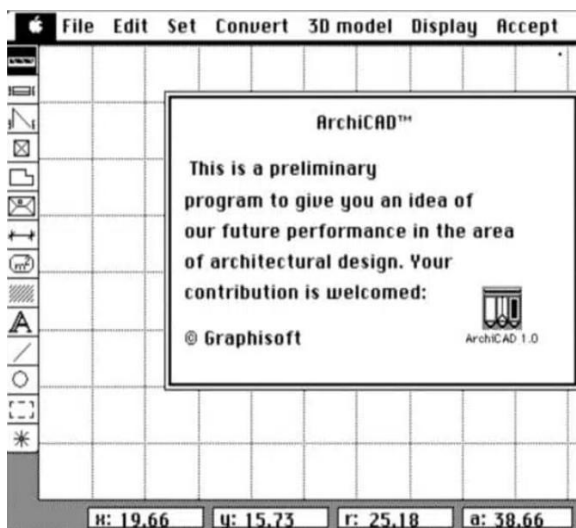 File Edit Set Convert 3D model Display Accept
ArchiCAD™
This is a preliminary
program to give you an idea of
our future performance in the area
of architectural design. Your
contribution is welcomed:
© Graphisoft
ArchiCAD 1.0
m²
A
x: 19,66 y: 15,73 r: 25,18 a: 38,66